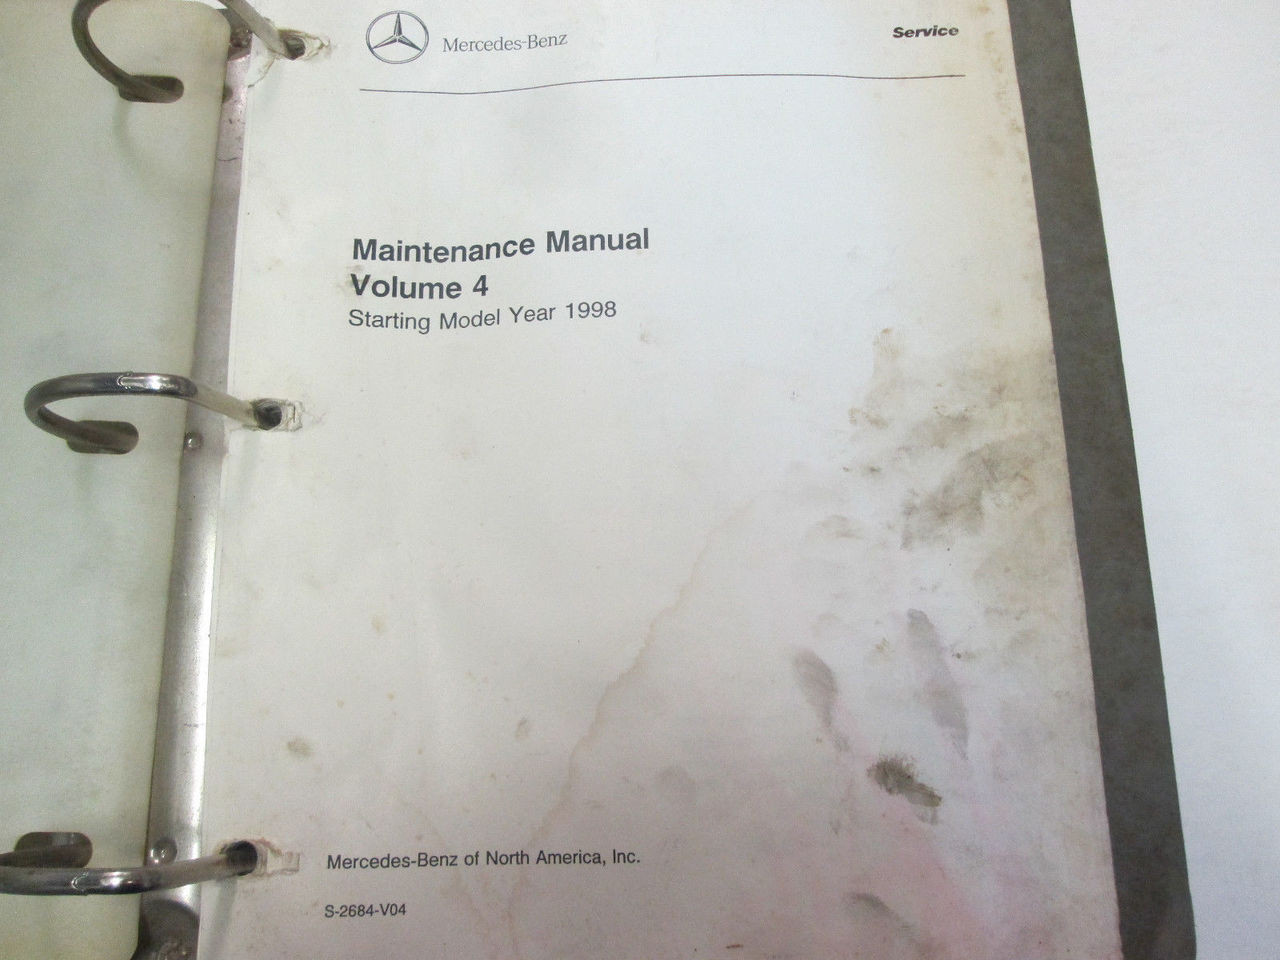 Mercedes-Benz
Service
Maintenance Manual
Volume 4
Starting Model Year 1998
Mercedes-Benz of North America, Inc.
S-2684-V04